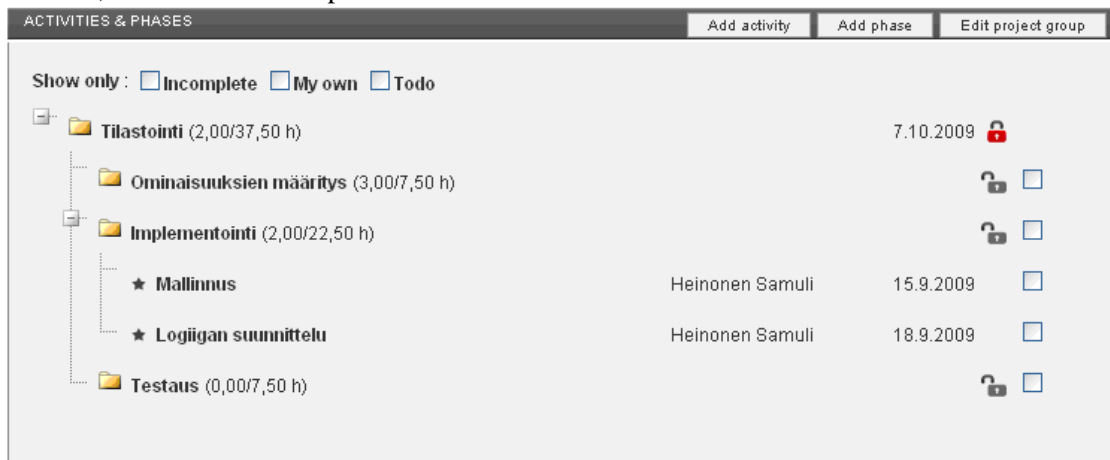 ACTIVITIES & PHASES Add activity Add phase Edit project group
Show only : Incomplete My own Todo
Tilastointi (2,00/37,50 h) 7.10.2009
Ominaisuuksien määritys (3,00/7,50 h)
Implementointi (2,00/22,50 h)
Mallinnus Heinonen Samuli 15.9.2009
Logiigan suunnittelu Heinonen Samuli 18.9.2009
Testaus (0,00/7,50 h)